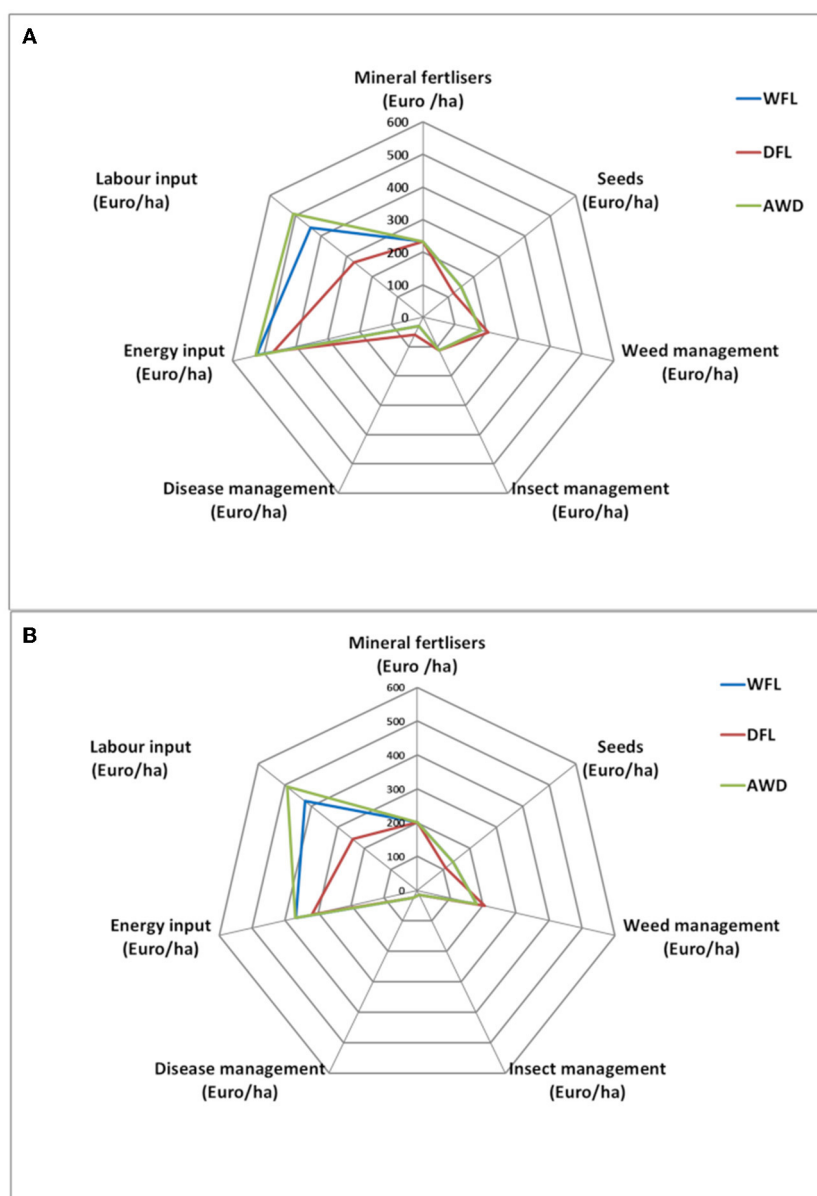 A
Mineral fertlisers
(Euro /ha)
WFL
DFL
AWD
600
500
400
300
200
100
0
Labour input
(Euro/ha)
Seeds
(Euro/ha)
Energy input
(Euro/ha)
Weed management
(Euro/ha)
Disease management
(Euro/ha)
Insect management
(Euro/ha)
B
Mineral fertlisers
(Euro /ha)
WFL
DFL
AWD
600
500
400
300
200
100
0
Labour input
(Euro/ha)
Seeds
(Euro/ha)
Energy input
(Euro/ha)
Weed management
(Euro/ha)
Disease management
(Euro/ha)
Insect management
(Euro/ha)